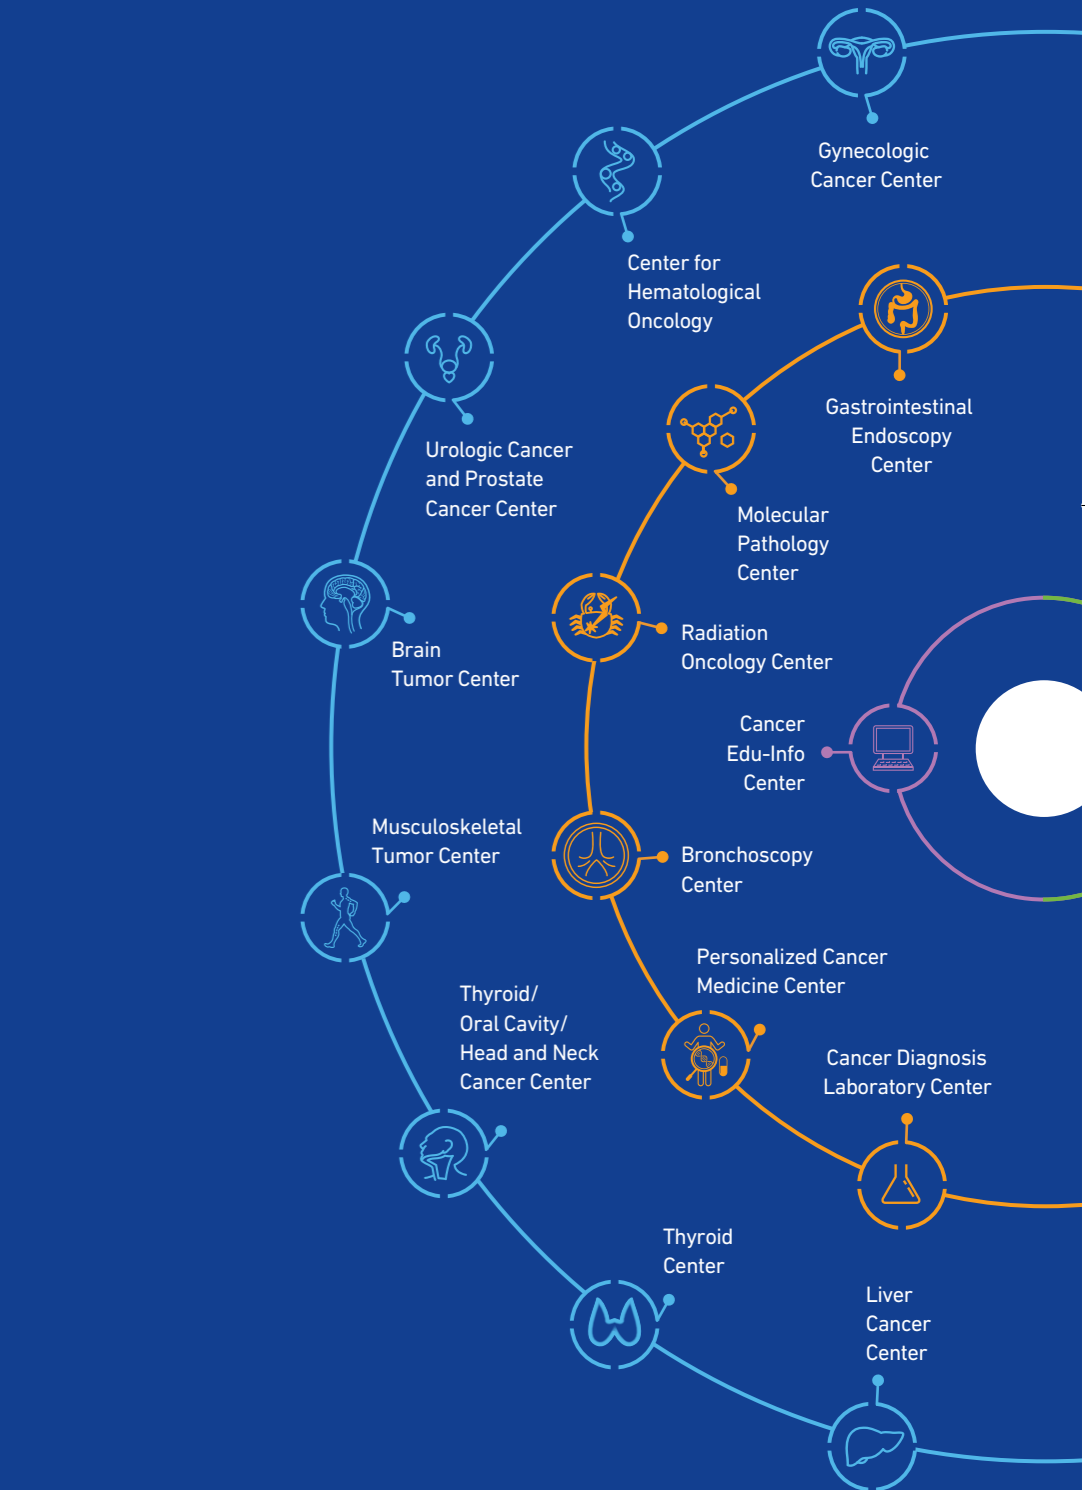 Gynecologic
Cancer Center
Center for
Hematological
Oncology
Gastrointestinal
Endoscopy
Center
Urologic Cancer
and Prostate
Cancer Center
Molecular
Pathology
Center
Brain
Tumor Center
Radiation
Oncology Center
Cancer
Edu-Info
Center
Musculoskeletal
Tumor Center
Bronchoscopy
Center
Personalized Cancer
Medicine Center
Thyroid/
Oral Cavity/
Head and Neck
Cancer Center
Cancer Diagnosis
Laboratory Center
Thyroid
Center
Liver
Cancer
Center